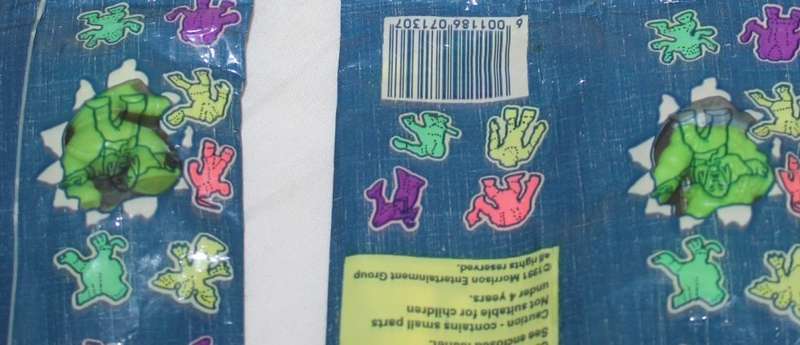 See enclosed leaflet.
Caution - contains small parts
Not suitable for children
under 4 years.
©1991 Morrison Entertainment Group
all rights reserved.
6 001186 071307